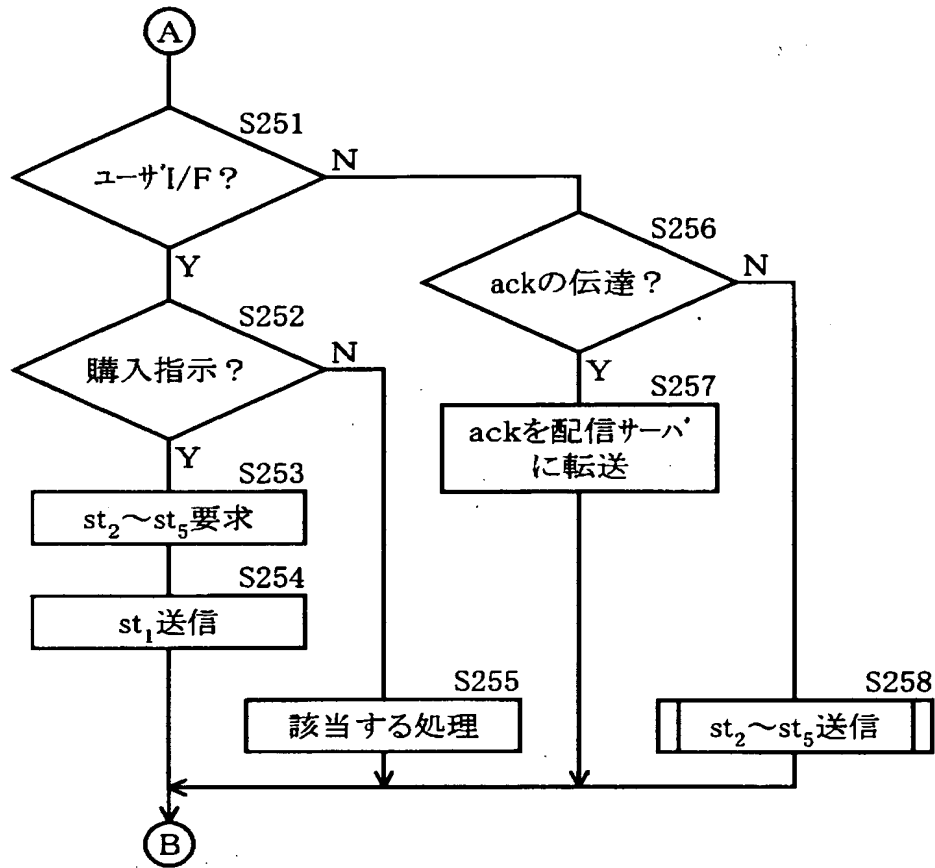 A
S251
ユーザI/F？
N
Y
S256
ackの伝達？
N
Y
S252
購入指示？
N
Y
S257
ackを配信サーバ
に転送
S253
st₂～st₅要求
S254
st₁送信
S255
該当する処理
S258
st₂～st₅送信
B